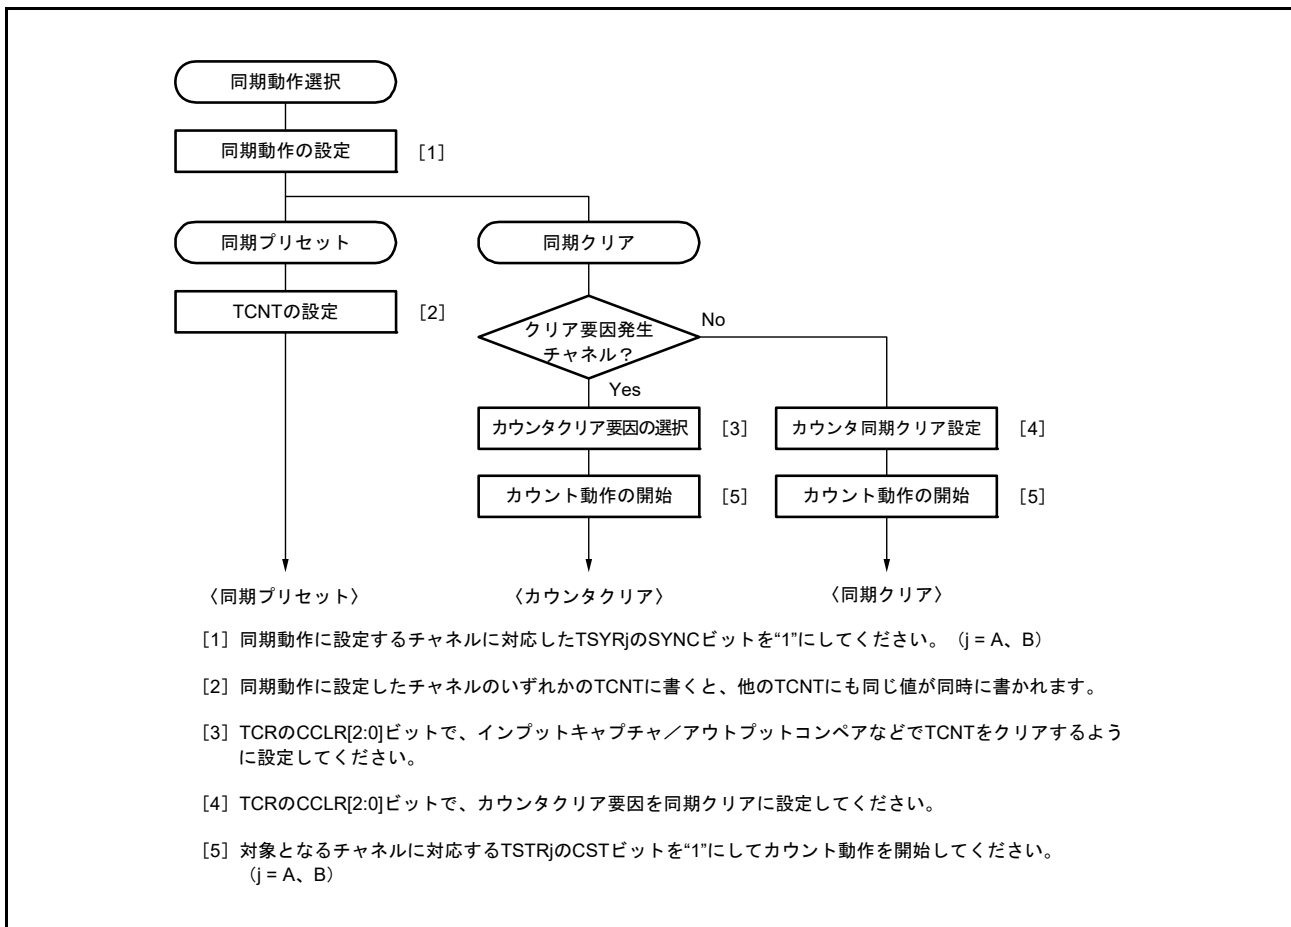 同期動作選択
同期動作の設定 [1]
同期プリセット 同期クリア
TCNTの設定 [2]
クリア要因発生
チャネル？
No
Yes
カウンタクリア要因の選択 [3] カウンタ同期クリア設定 [4]
カウント動作の開始 [5] カウント動作の開始 [5]
〈同期プリセット〉 〈カウンタクリア〉 〈同期クリア〉
[1] 同期動作に設定するチャネルに対応したTSYRjのSYNCビットを“1”にしてください。（j = A、B）
[2] 同期動作に設定したチャネルのいずれかのTCNTに書くと、他のTCNTにも同じ値が同時に書かれます。
[3] TCRのCCLR[2:0]ビットで、インプットキャプチャ／アウトプットコンペアなどでTCNTをクリアするよう
に設定してください。
[4] TCRのCCLR[2:0]ビットで、カウンタクリア要因を同期クリアに設定してください。
[5] 対象となるチャネルに対応するTSTRjのCSTビットを“1”にしてカウント動作を開始してください。
（j = A、B）